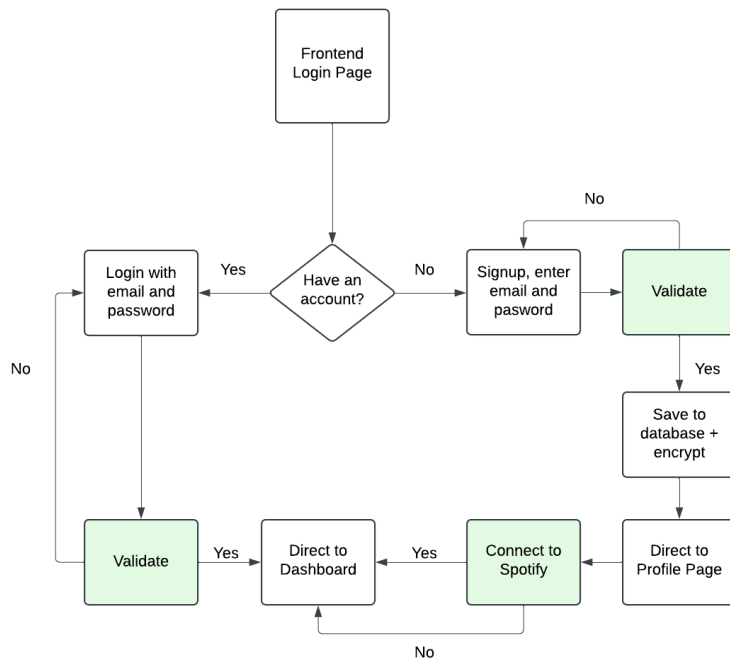 Frontend
Login Page
No
Login with
email and
password
Yes
Have an
account?
No
Signup, enter
email and
pasword
Validate
No
Yes
Save to
database +
encrypt
Validate
Yes
Direct to
Dashboard
Yes
Connect to
Spotify
Direct to
Profile Page
No